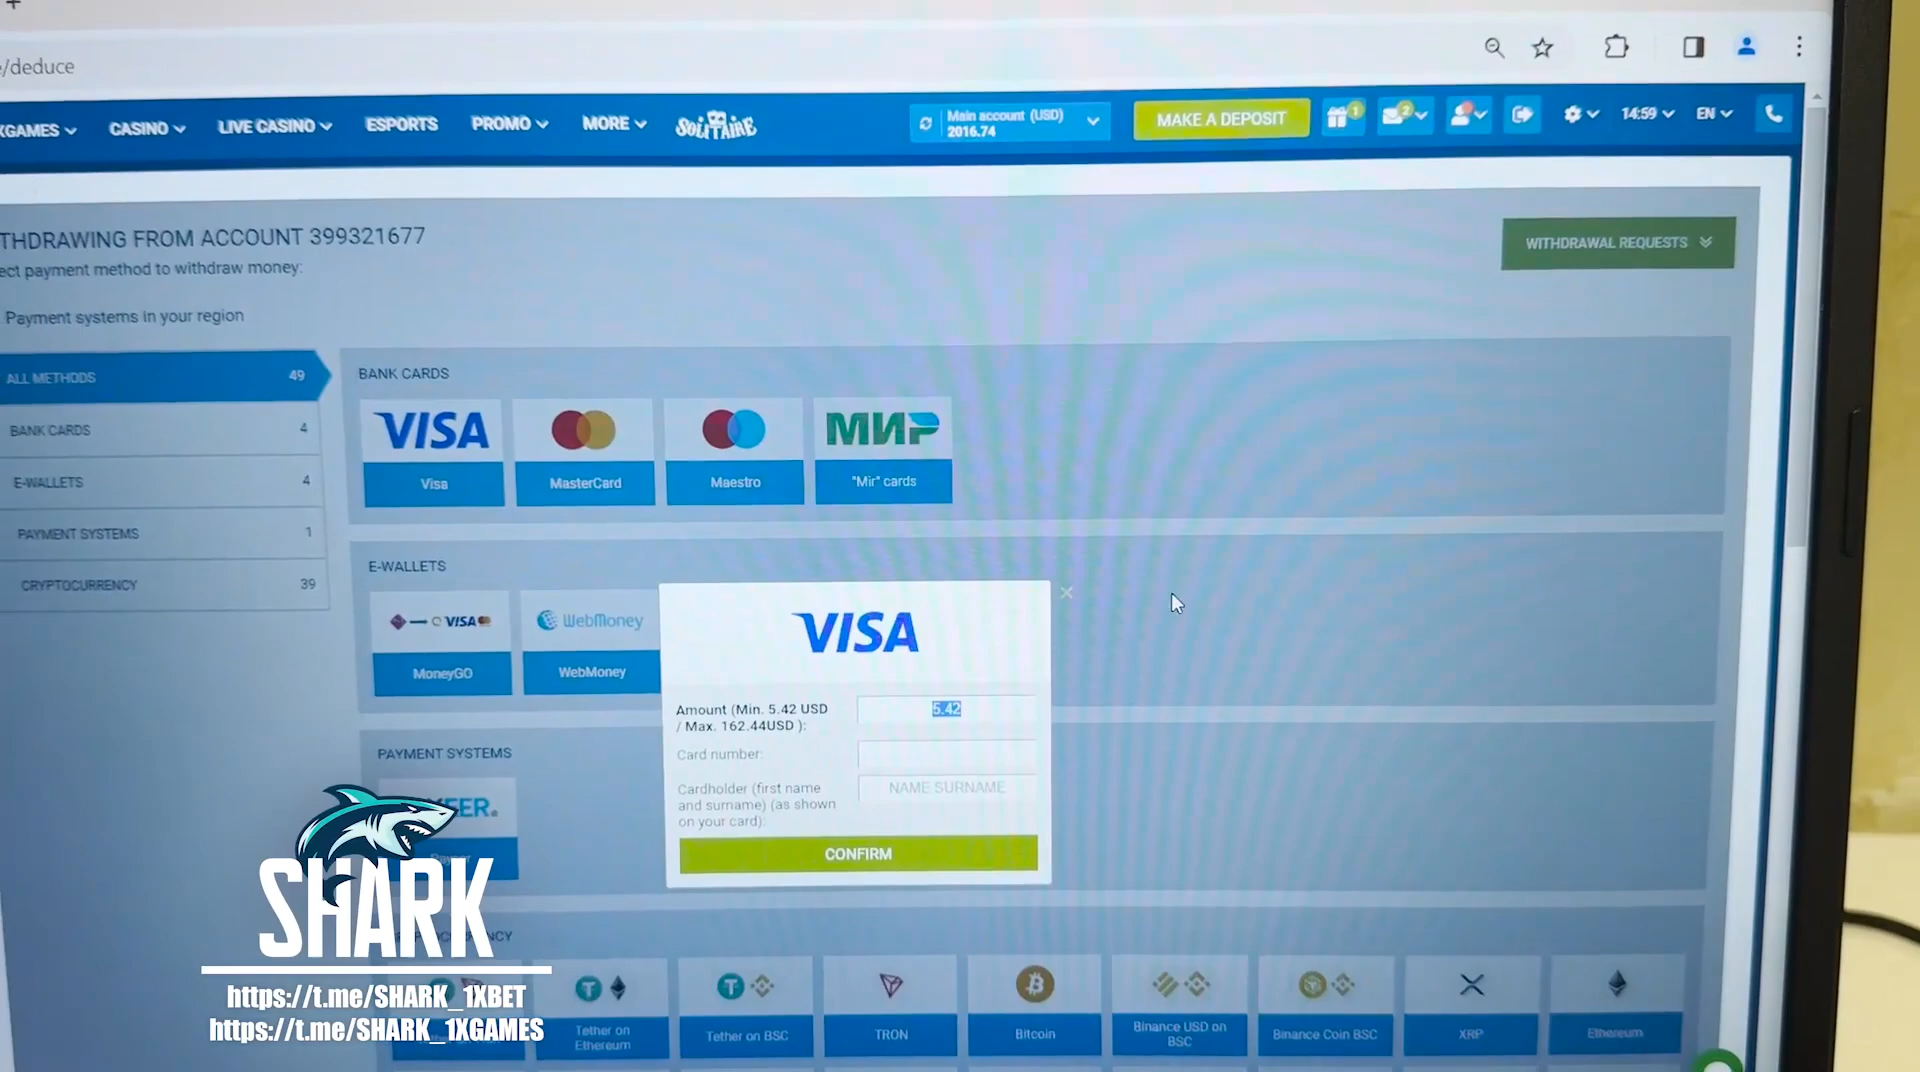 /deduce
XGAMES
CASINO
LIVE CASINO
ESPORTS
PROMO
MORE
SOLITAIRE
Main account (USD)
2016.74
MAKE A DEPOSIT
1
2
14:59
EN
THDRAWING FROM ACCOUNT 399321677
ect payment method to withdraw money:
WITHDRAWAL REQUESTS
Payment systems in your region
ALL METHODS 49
BANK CARDS 4
E-WALLETS 4
PAYMENT SYSTEMS 1
CRYPTOCURRENCY 39
BANK CARDS
VISA
МИР
Visa
MasterCard
Maestro
"Mir" cards
E-WALLETS
VISA
WebMoney
MoneyGO
WebMoney
VISA
Amount (Min. 5.42 USD
/ Max. 162.44USD ):
5.42
Card number:
Cardholder (first name
and surname) (as shown
on your card):
NAME SURNAME
CONFIRM
PAYMENT SYSTEMS
EER
SHARK
https://t.me/SHARK_1XBET
https://t.me/SHARK_1XGAMES
NCY
Tether on
Ethereum
Tether on BSC
TRON
Bitcoin
Binance USD on
BSC
Binance Coin BSC
XRP
Ethereum